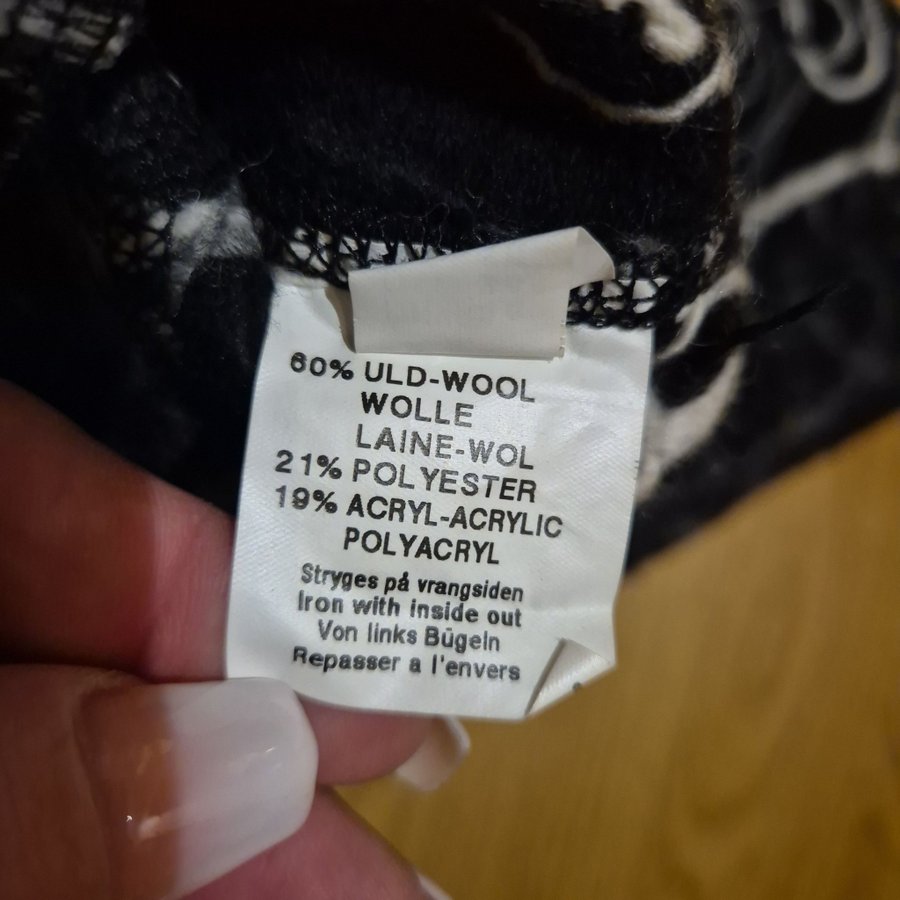 60% ULD-WOOL
WOLLE
LAINE-WOL
21% POLYESTER
19% ACRYL-ACRYLIC
POLYACRYL
Stryges på vrangsiden
Iron with inside out
Von links Bügeln
Repasser a l'envers